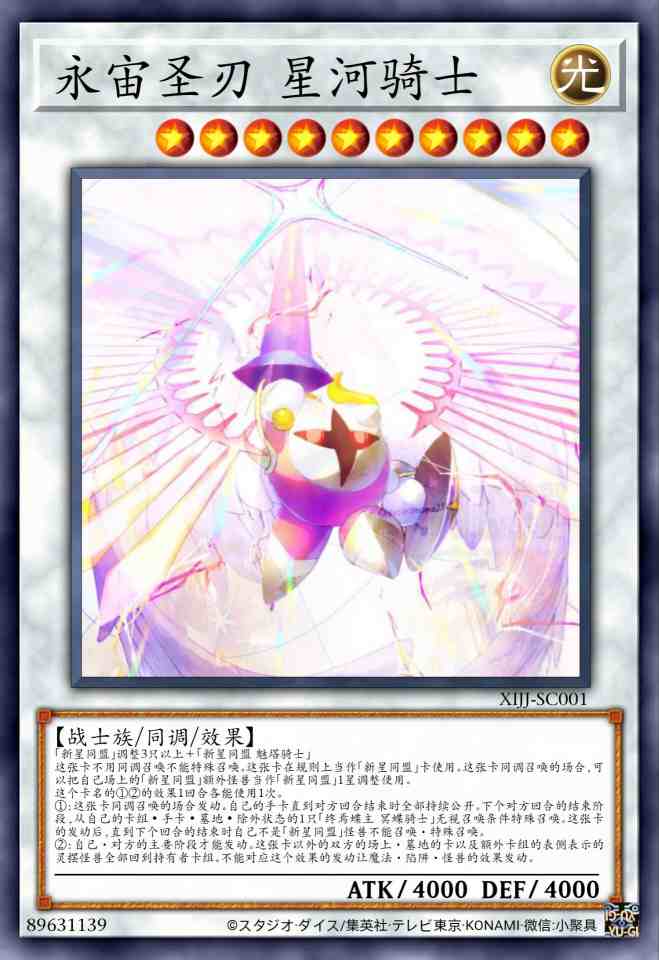 永宙圣刃 星河骑士
光
XIJJ-SC001
【战士族/同调/效果】
「新星同盟」调整3只以上+「新星同盟 魅塔骑士」
这张卡不用同调召唤不能特殊召唤。这张卡在规则上当作「新星同盟」卡使用。这张卡同调召唤的场合,可
以把自己场上的「新星同盟」额外怪兽当作「新星同盟」1星调整使用。
这个卡名的①②的效果1回合各能使用1次。
①:这张卡同调召唤的场合发动。自己的手卡直到对方回合结束时全部持续公开。下个对方回合的结束阶
段,从自己的卡组·手卡·墓地·除外状态的1只「终焉蝶主 冥蝶骑士」无视召唤条件特殊召唤。这张卡
的发动后,直到下个回合的结束时自己不是「新星同盟」怪兽不能召唤·特殊召唤。
②:自己·对方的主要阶段才能发动。这张卡以外的双方的场上·墓地的卡以及额外卡组的表侧表示的
灵摆怪兽全部回到持有者卡组。不能对应这个效果的发动让魔法·陷阱·怪兽的效果发动。
ATK/4000 DEF/4000
89631139
©スタジオ·ダイス/集英社·テレビ東京·KONAMI·微信:小聚具
YU-GI